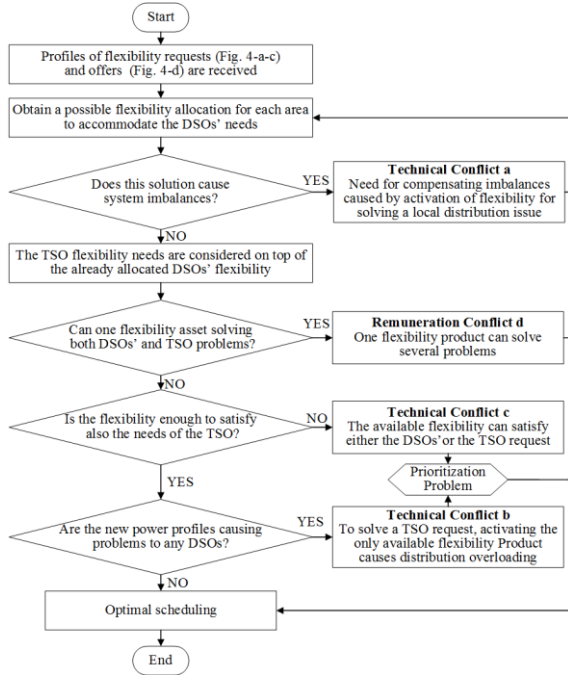 Start
Profiles of flexibility requests (Fig. 4-a-c)
and offers (Fig. 4-d) are received
Obtain a possible flexibility allocation for each area
to accommodate the DSOs' needs
Does this solution cause
system imbalances?
YES
Technical Conflict a
Need for compensating imbalances
caused by activation of flexibility for
solving a local distribution issue
NO
The TSO flexibility needs are considered on top
of the already allocated DSOs' flexibility
Can one flexibility asset solving
both DSOs' and TSO problems?
YES
Remuneration Conflict d
One flexibility product can solve
several problems
NO
Is the flexibility enough to satisfy
also the needs of the TSO?
NO
Technical Conflict c
The available flexibility can satisfy
either the DSOs' or the TSO request
Prioritization
Problem
YES
Are the new power profiles causing
problems to any DSOs?
YES
Technical Conflict b
To solve a TSO request, activating the
only available flexibility Product
causes distribution overloading
NO
Optimal scheduling
End